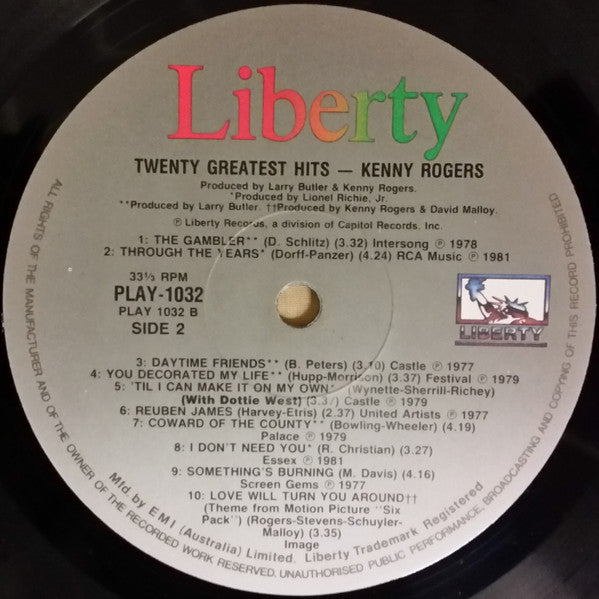 Liberty
TWENTY GREATEST HITS — KENNY ROGERS
Produced by Larry Butler & Kenny Rogers.
*Produced by Lionel Richie, Jr.
**Produced by Larry Butler. ††Produced by Kenny Rogers & David Malloy.
℗ Liberty Records, a division of Capitol Records, Inc.
1: THE GAMBLER** (D. Schlitz) (3.32) Intersong ℗ 1978
2: THROUGH THE YEARS* (Dorff-Panzer) (4.24) RCA Music ℗ 1981
33⅓ RPM
PLAY-1032
PLAY 1032 B
SIDE 2
LIBERTY
3: DAYTIME FRIENDS** (B. Peters) (3.10) Castle ℗ 1977
4: YOU DECORATED MY LIFE** (Hupp-Morrison) (3.37) Festival ℗ 1979
5: 'TIL I CAN MAKE IT ON MY OWN* (Wynette-Sherrill-Richey)
(With Dottie West) (3.37) Castle ℗ 1979
6: REUBEN JAMES (Harvey-Etris) (2.37) United Artists ℗ 1977
7: COWARD OF THE COUNTY** (Bowling-Wheeler) (4.19)
Palace ℗ 1979
8: I DON'T NEED YOU* (R. Christian) (3.27)
Essex ℗ 1981
9: SOMETHING'S BURNING (M. Davis) (4.16)
Screen Gems ℗ 1977
10: LOVE WILL TURN YOU AROUND††
(Theme from Motion Picture "Six
Pack") (Rogers-Stevens-Schuyler-
Malloy) (3.35)
Image
Mfd by EMI (Australia) Limited. Liberty Trademark Registered
ALL RIGHTS OF THE MANUFACTURER AND OF THE OWNER OF THE RECORDED WORK RESERVED. UNAUTHORISED PUBLIC PERFORMANCE, BROADCASTING AND COPYING OF THIS RECORD PROHIBITED